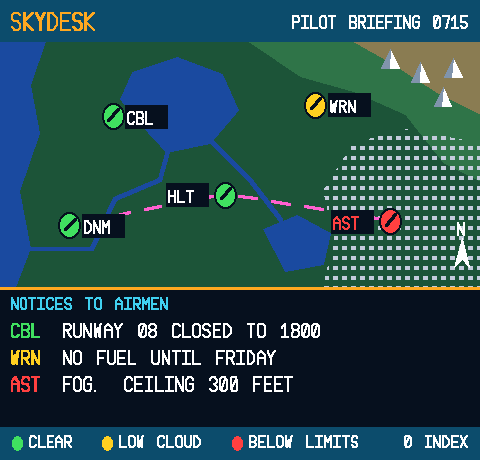 SKYDESK PILOT BRIEFING 0715
WRN
CBL
HLT
DNM
AST
N
NOTICES TO AIRMEN
CBL RUNWAY 08 CLOSED TO 1800
WRN NO FUEL UNTIL FRIDAY
AST FOG. CEILING 300 FEET
CLEAR LOW CLOUD BELOW LIMITS 0 INDEX